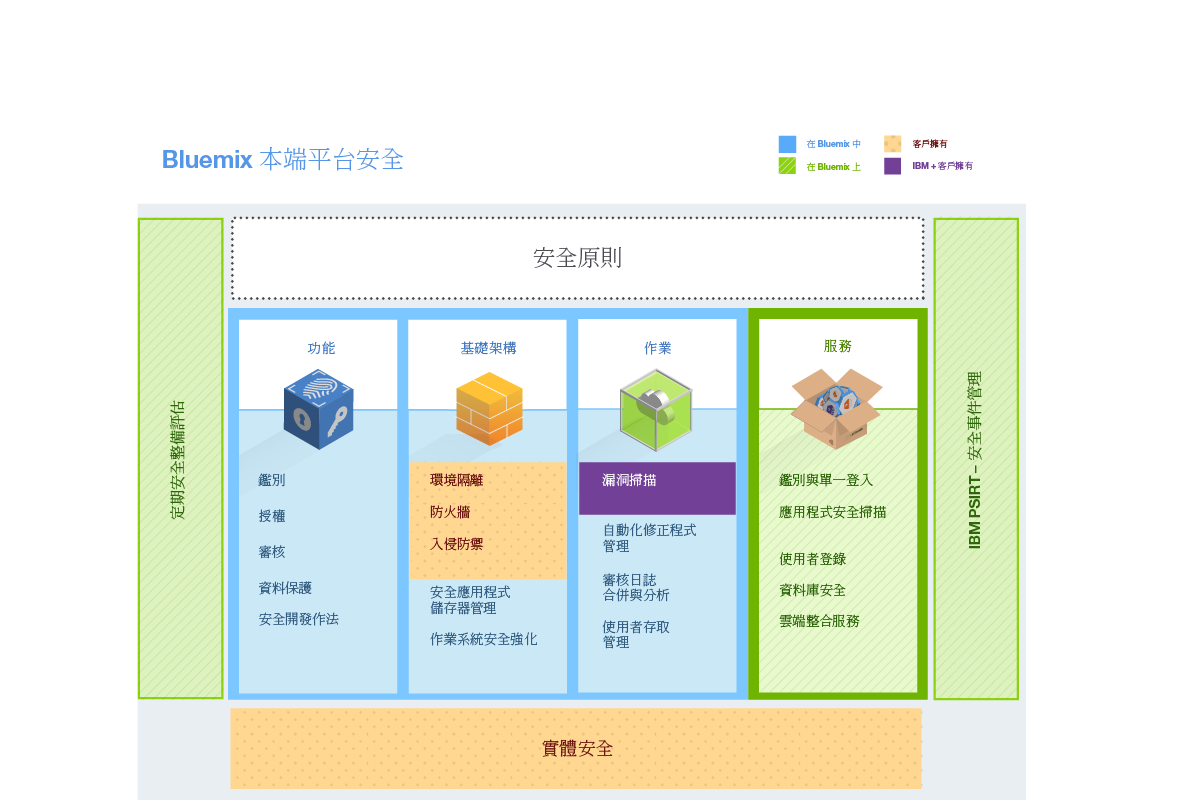 Bluemix 本端平台安全
在 Bluemix 中
客戶擁有
在 Bluemix 上
IBM + 客戶擁有
安全原則
定期安全整備評估
功能
鑑別
授權
審核
資料保護
安全開發作法
基礎架構
環境隔離
防火牆
入侵防禦
安全應用程式
儲存器管理
作業系統安全強化
作業
漏洞掃描
自動化修正程式
管理
審核日誌
合併與分析
使用者存取
管理
服務
鑑別與單一登入
應用程式安全掃描
使用者登錄
資料庫安全
雲端整合服務
IBM PSIRT – 安全事件管理
實體安全